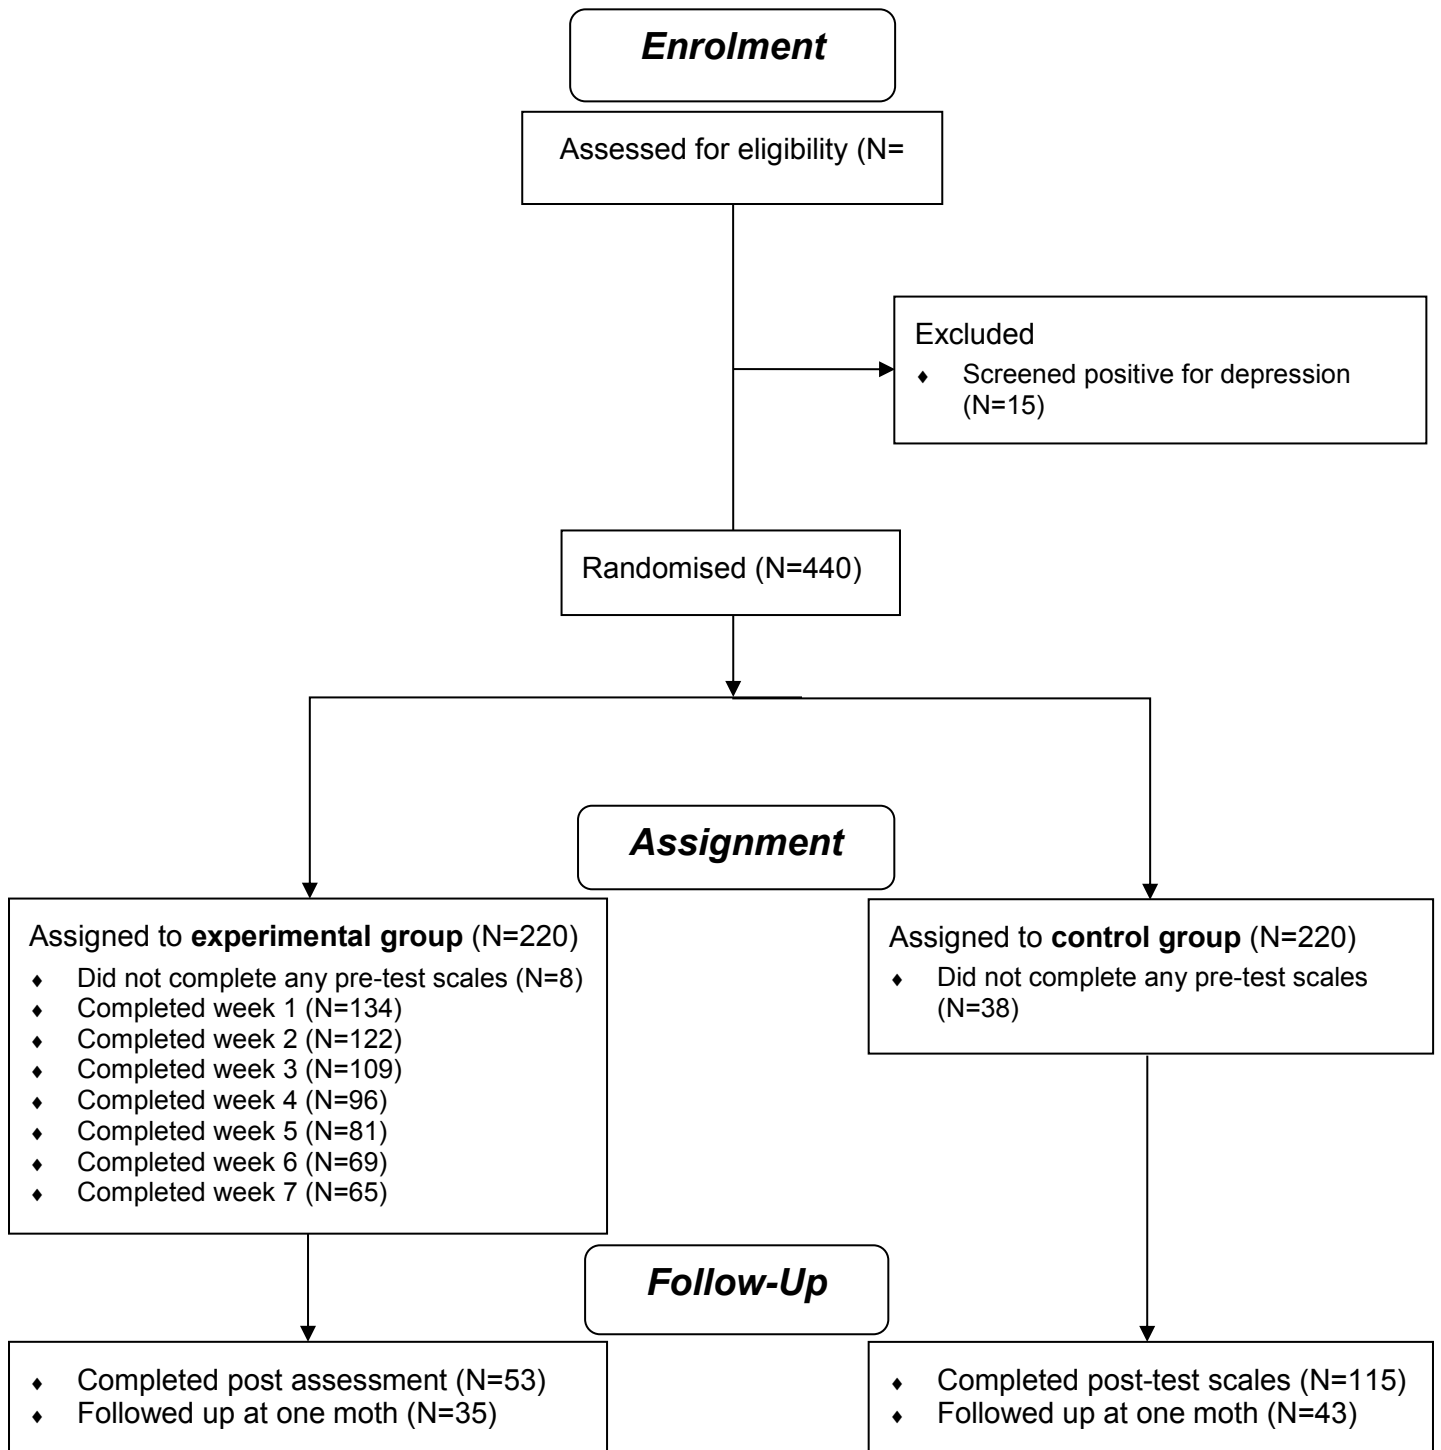 Enrolment
Assessed for eligibility (N=
Excluded
⬧ Screened positive for depression
(N=15)
Randomised (N=440)
Assignment
Assigned to experimental group (N=220)
⬧ Did not complete any pre-test scales (N=8)
⬧ Completed week 1 (N=134)
⬧ Completed week 2 (N=122)
⬧ Completed week 3 (N=109)
⬧ Completed week 4 (N=96)
⬧ Completed week 5 (N=81)
⬧ Completed week 6 (N=69)
⬧ Completed week 7 (N=65)
Assigned to control group (N=220)
⬧ Did not complete any pre-test scales
(N=38)
Follow-Up
⬧ Completed post assessment (N=53)
⬧ Followed up at one moth (N=35)
⬧ Completed post-test scales (N=115)
⬧ Followed up at one moth (N=43)